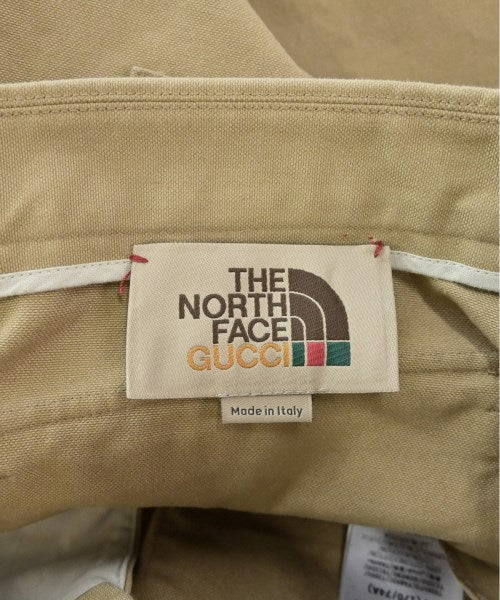 THE
NORTH
FACE
GUCCI
Made in Italy